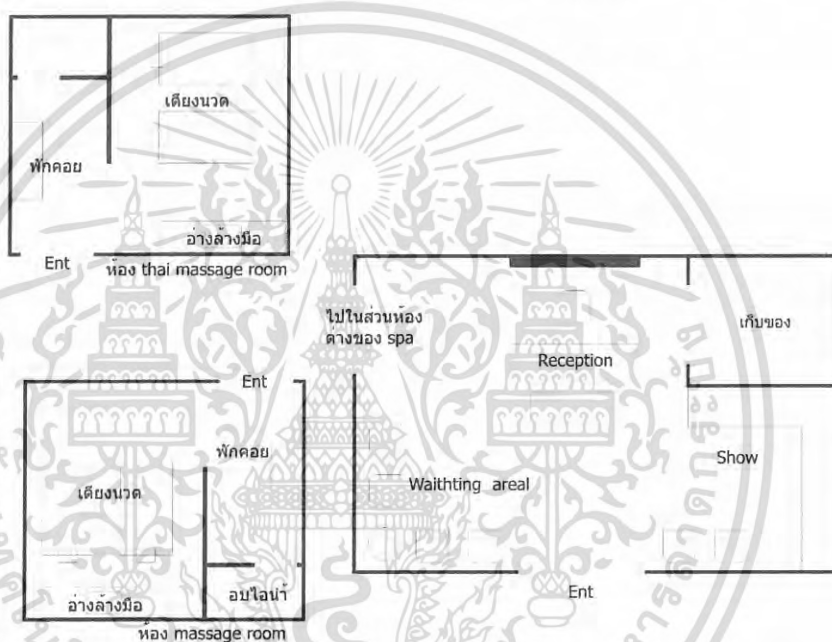 เตียงนวด
พักคอย
อ่างล้างมือ
Ent
ห้อง thai massage room
ไปในส่วนห้อง
ต่างของ spa
Reception
เก็บของ
Waithting areal
Show
Ent
Ent
พักคอย
เตียงนวด
อ่างล้างมือ
อบไอน้ำ
ห้อง massage room